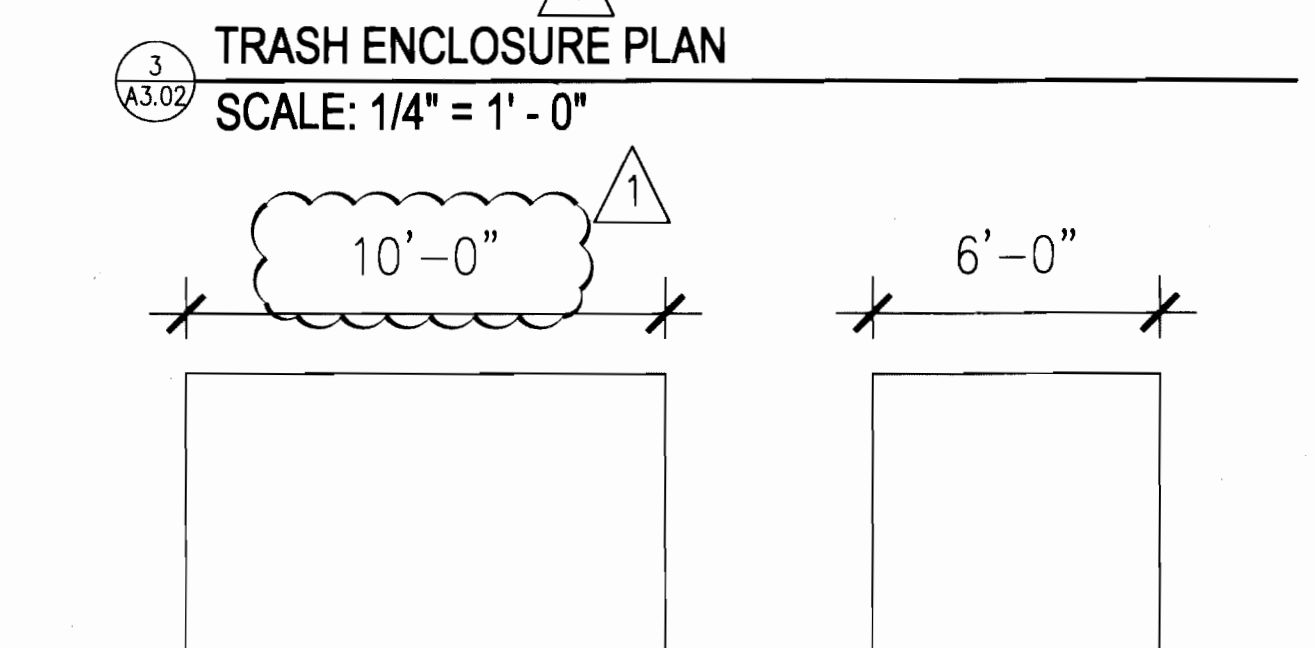 TRASH ENCLOSURE PLAN
3
A3.02
SCALE: 1/4" = 1' - 0"
1
10'-0"
6'-0"